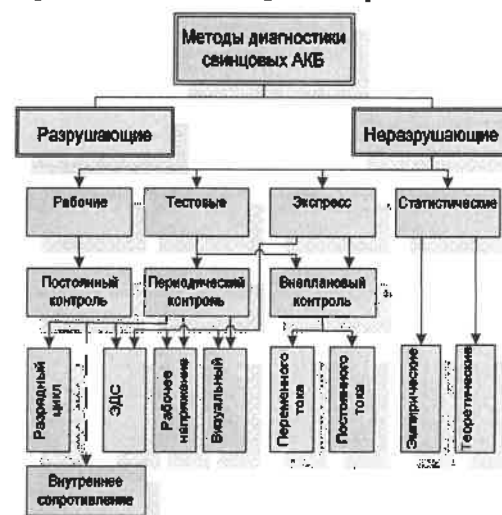 Методы диагностики
свинцовых АКБ
Разрушающие
Неразрушающие
Рабочие
Тестовые
Экспресс
Статистические
Постоянный
контроль
Периодический
контроль
Внеплановый
контроль
Разрядный
цикл
ЭДС
Рабочее
напряжение
Визуальный
Переменного
тока
Постоянного
тока
Эмпирические
Теоретические
Внутреннее
сопротивление